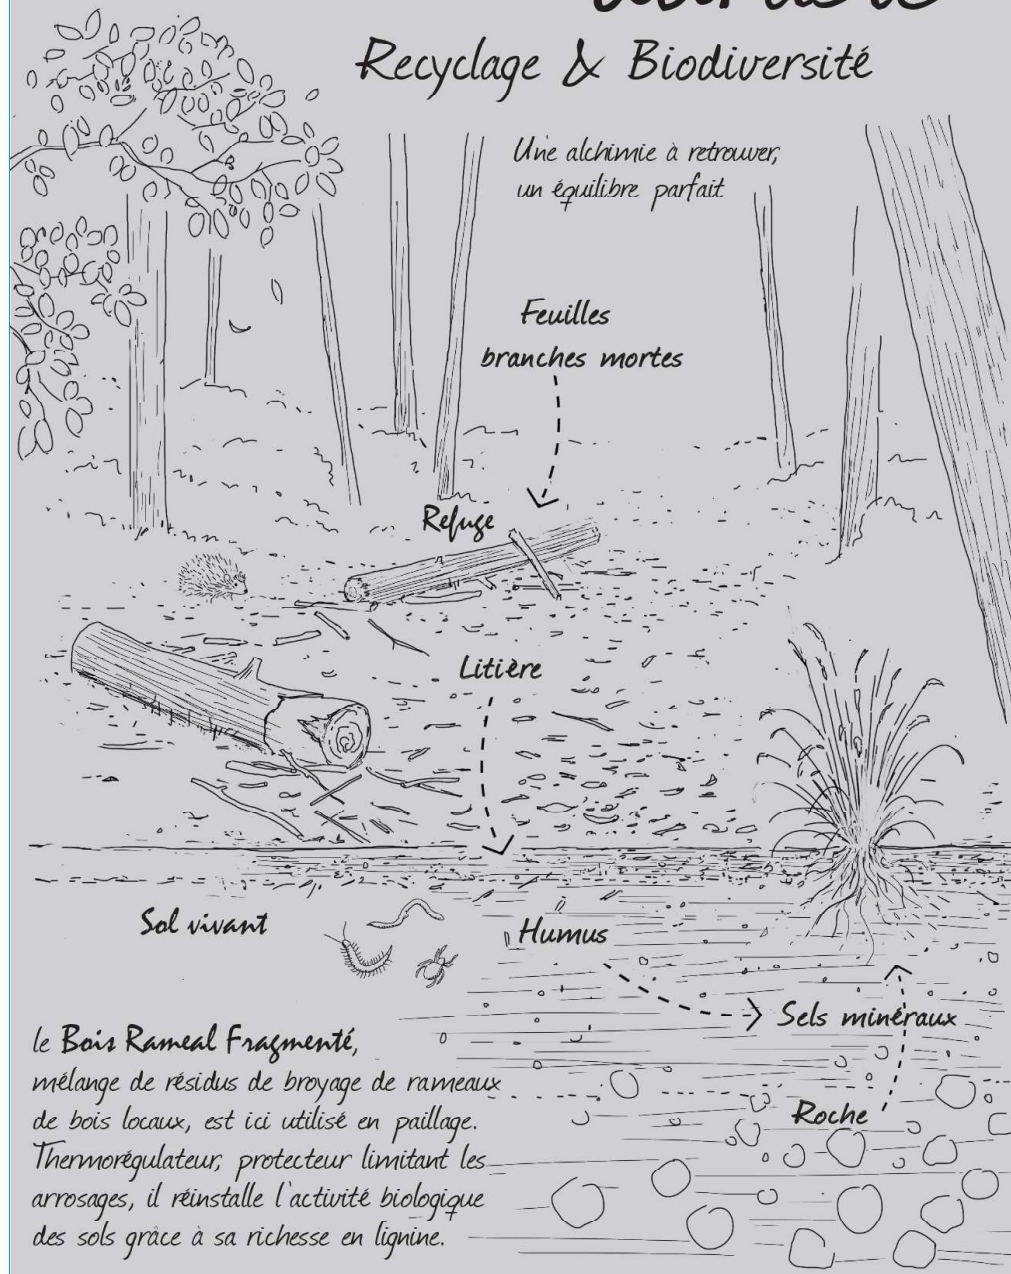 Recyclage & Biodiversité
Une alchimie à retrouver,
un équilibre parfait
Feuilles
branches mortes
Refuge
Litière
Sol vivant
Humus
Sels minéraux
Roche
le Bois Rameal Fragmenté,
mélange de résidus de broyage de rameaux
de bois locaux, est ici utilisé en paillage.
Thermorégulateur, protecteur limitant les
arrosages, il réinstalle l'activité biologique
des sols grâce à sa richesse en lignine.